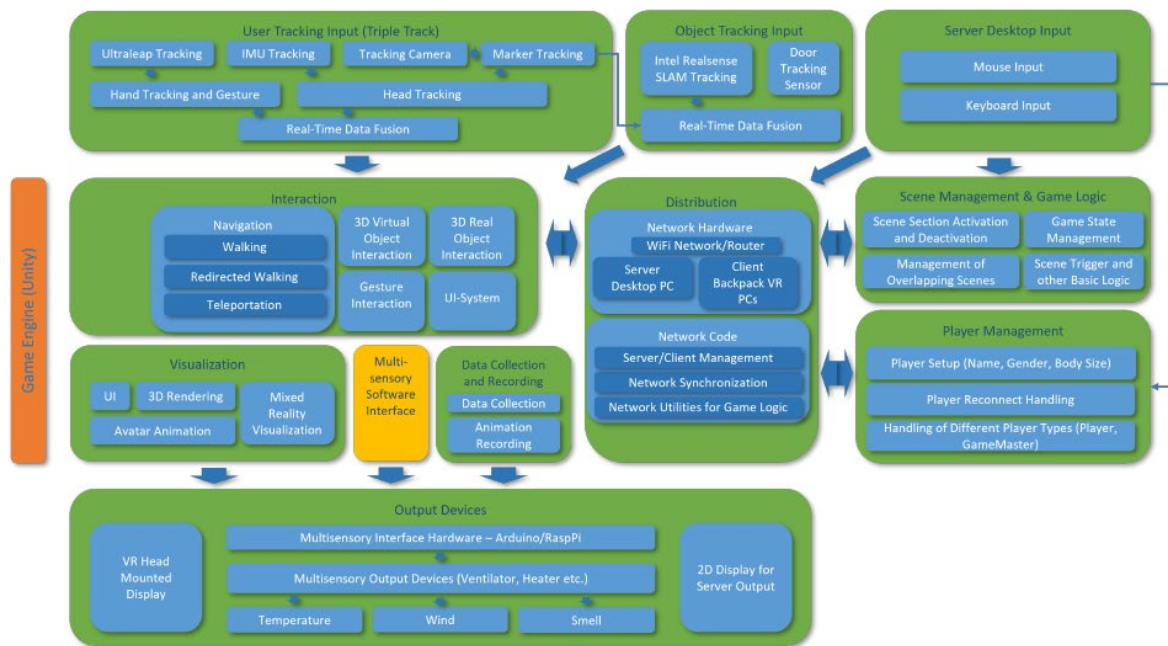 User Tracking Input (Triple Track)
Ultraleap Tracking
IMU Tracking
Tracking Camera
Marker Tracking
Hand Tracking and Gesture
Head Tracking
Real-Time Data Fusion
Object Tracking Input
Intel Realsense
SLAM Tracking
Door
Tracking
Sensor
Real-Time Data Fusion
Server Desktop Input
Mouse Input
Keyboard Input
Game Engine (Unity)
Interaction
Navigation
Walking
Redirected Walking
Teleportation
3D Virtual
Object
Interaction
3D Real
Object
Interaction
Gesture
Interaction
UI-System
Distribution
Network Hardware
WiFi Network/Router
Server
Desktop PC
Client
Backpack VR
PCs
Network Code
Server/Client Management
Network Synchronization
Network Utilities for Game Logic
Scene Management & Game Logic
Scene Section Activation
and Deactivation
Game State
Management
Management of
Overlapping Scenes
Scene Trigger and
other Basic Logic
Player Management
Player Setup (Name, Gender, Body Size)
Player Reconnect Handling
Handling of Different Player Types (Player,
GameMaster)
Visualization
UI
3D Rendering
Avatar Animation
Mixed
Reality
Visualization
Multi-
sensory
Software
Interface
Data Collection
and Recording
Data Collection
Animation
Recording
Output Devices
VR Head
Mounted
Display
Multisensory Interface Hardware – Arduino/RaspPi
Multisensory Output Devices (Ventilator, Heater etc.)
Temperature
Wind
Smell
2D Display for
Server Output